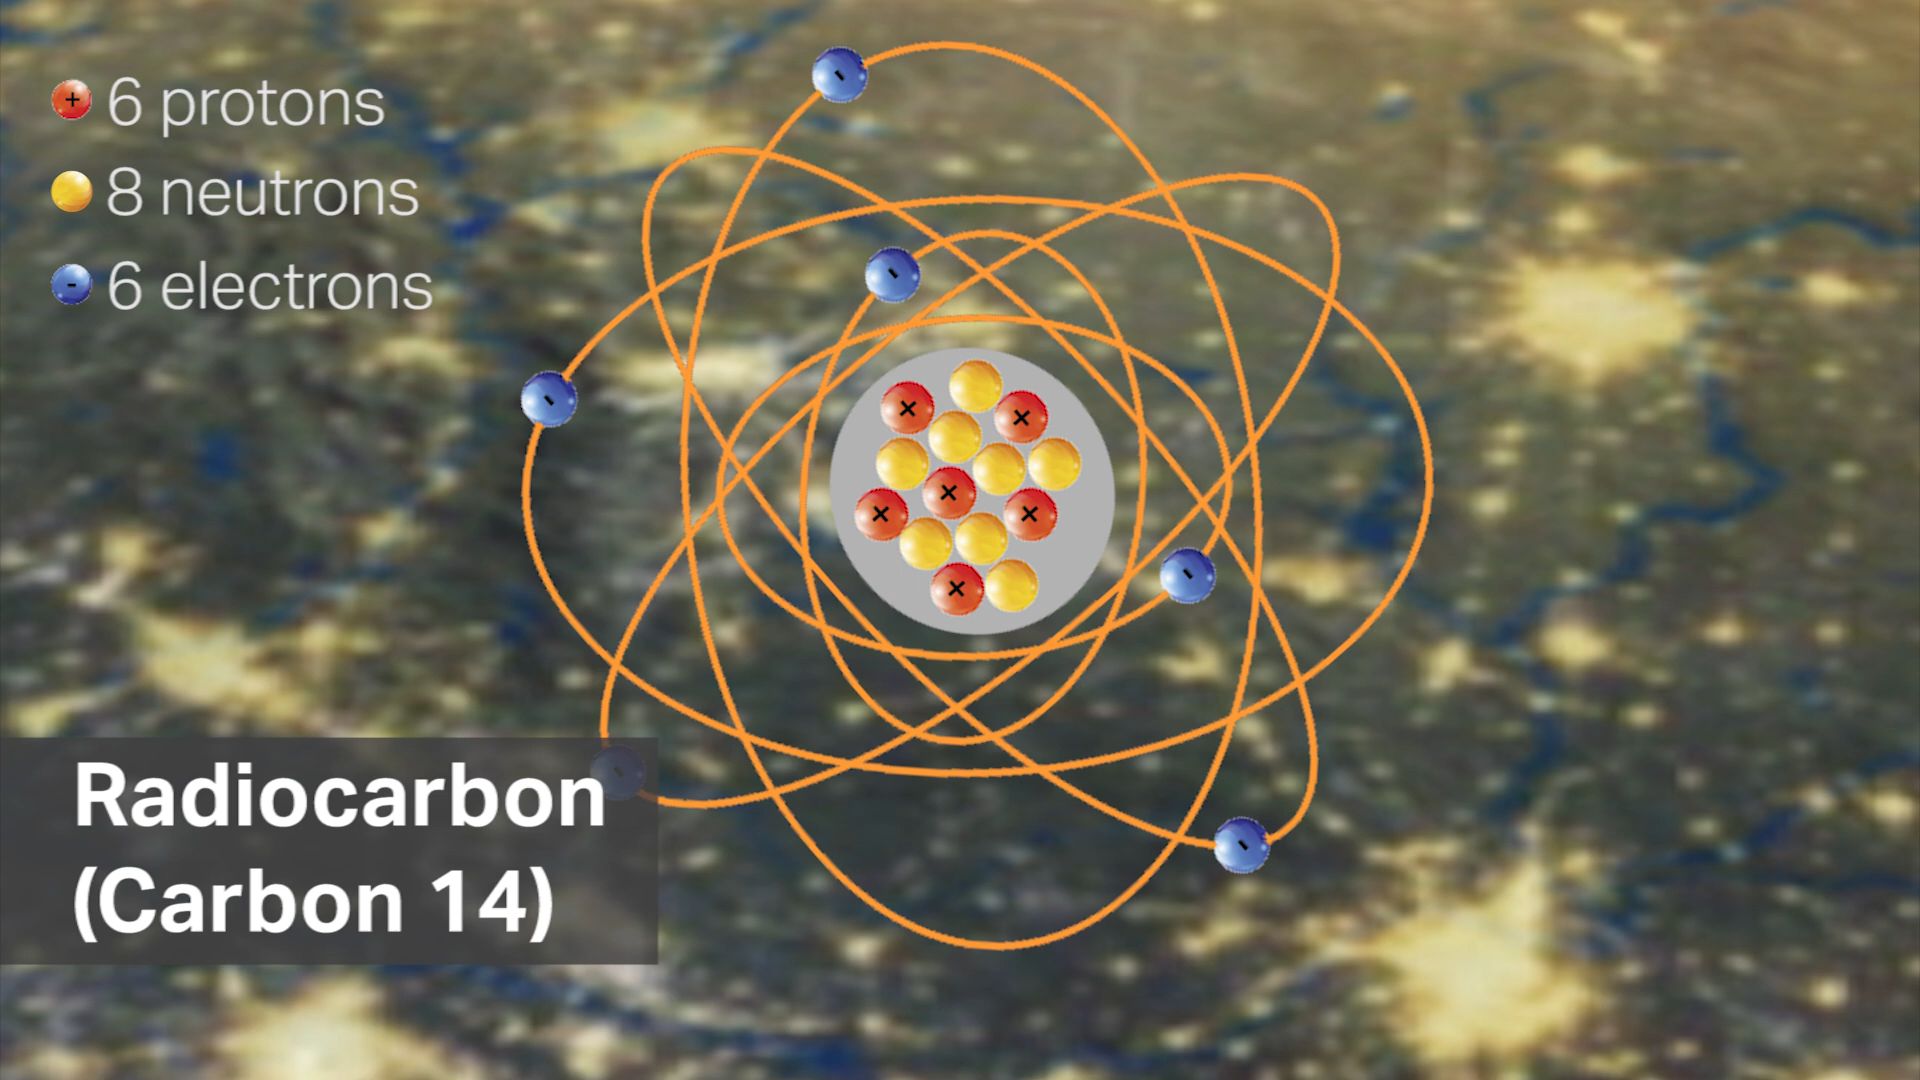 6 protons
8 neutrons
6 electrons
Radiocarbon
(Carbon 14)